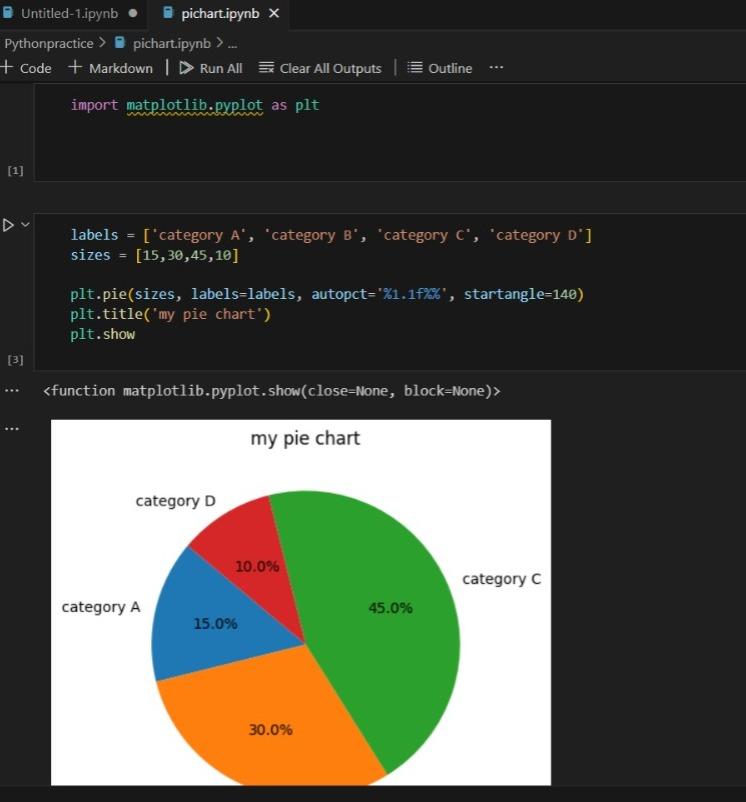 Untitled-1.ipynb
pichart.ipynb
Pythonpractice > pichart.ipynb > ...
+ Code + Markdown | Run All Clear All Outputs | Outline ...
import matplotlib.pyplot as plt
[1]
labels = ['category A', 'category B', 'category C', 'category D']
sizes = [15,30,45,10]
plt.pie(sizes, labels=labels, autopct='%1.1f%%', startangle=140)
plt.title('my pie chart')
plt.show
[3]
... <function matplotlib.pyplot.show(close=None, block=None)>
...
my pie chart
category D
10.0%
category C
category A
45.0%
15.0%
30.0%